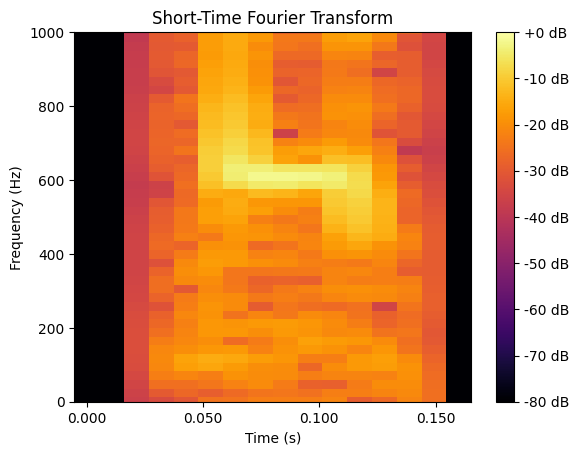 Short-Time Fourier Transform
1000
800
600
400
200
0
Frequency (Hz)
0.000
0.050
0.100
0.150
Time (s)
+0 dB
-10 dB
-20 dB
-30 dB
-40 dB
-50 dB
-60 dB
-70 dB
-80 dB